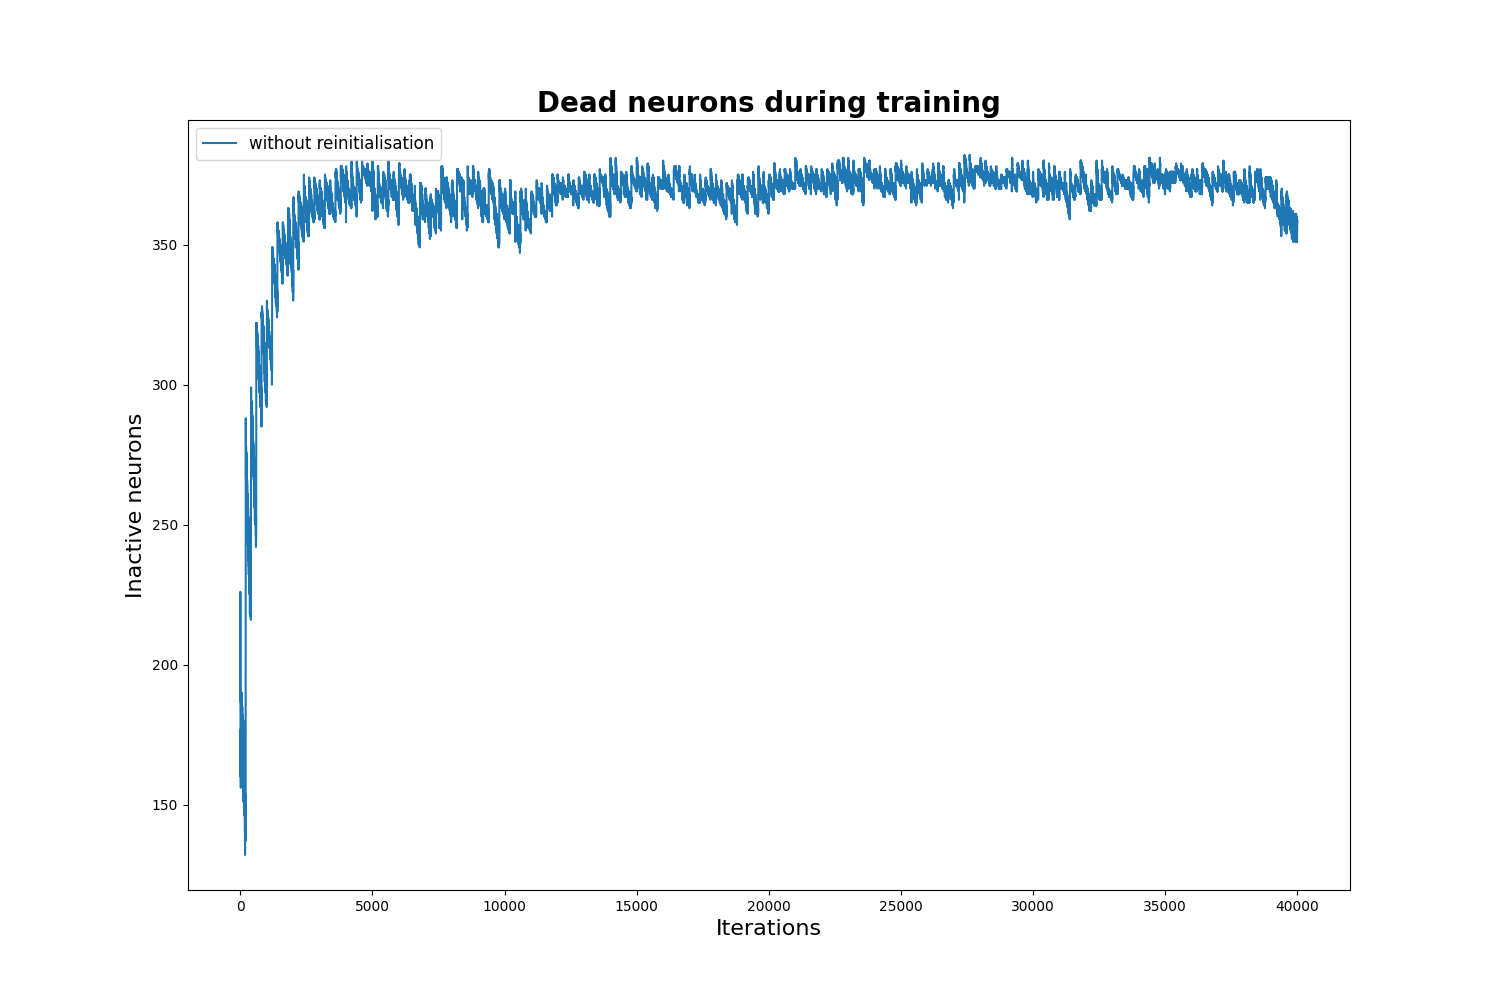 Dead neurons during training
without reinitialisation
Inactive neurons
350
300
250
200
150
0 5000 10000 15000 20000 25000 30000 35000 40000
Iterations